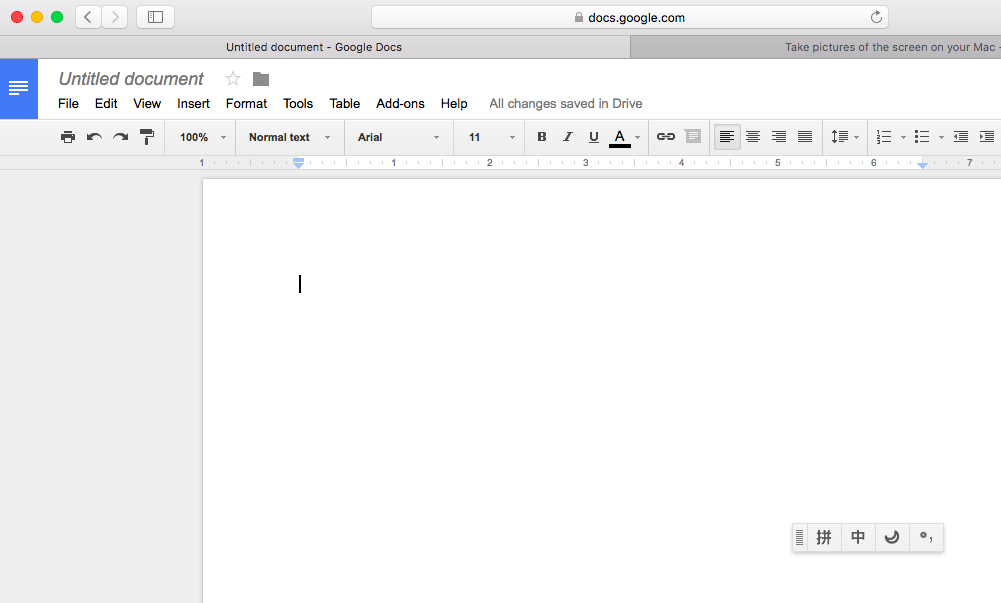 docs.google.com
Untitled document - Google Docs
Take pictures of the screen on your Mac -
Untitled document
File Edit View Insert Format Tools Table Add-ons Help All changes saved in Drive
100% Normal text Arial 11 B I U A
1 1 2 3 4 5 6 7
拼 中 °,